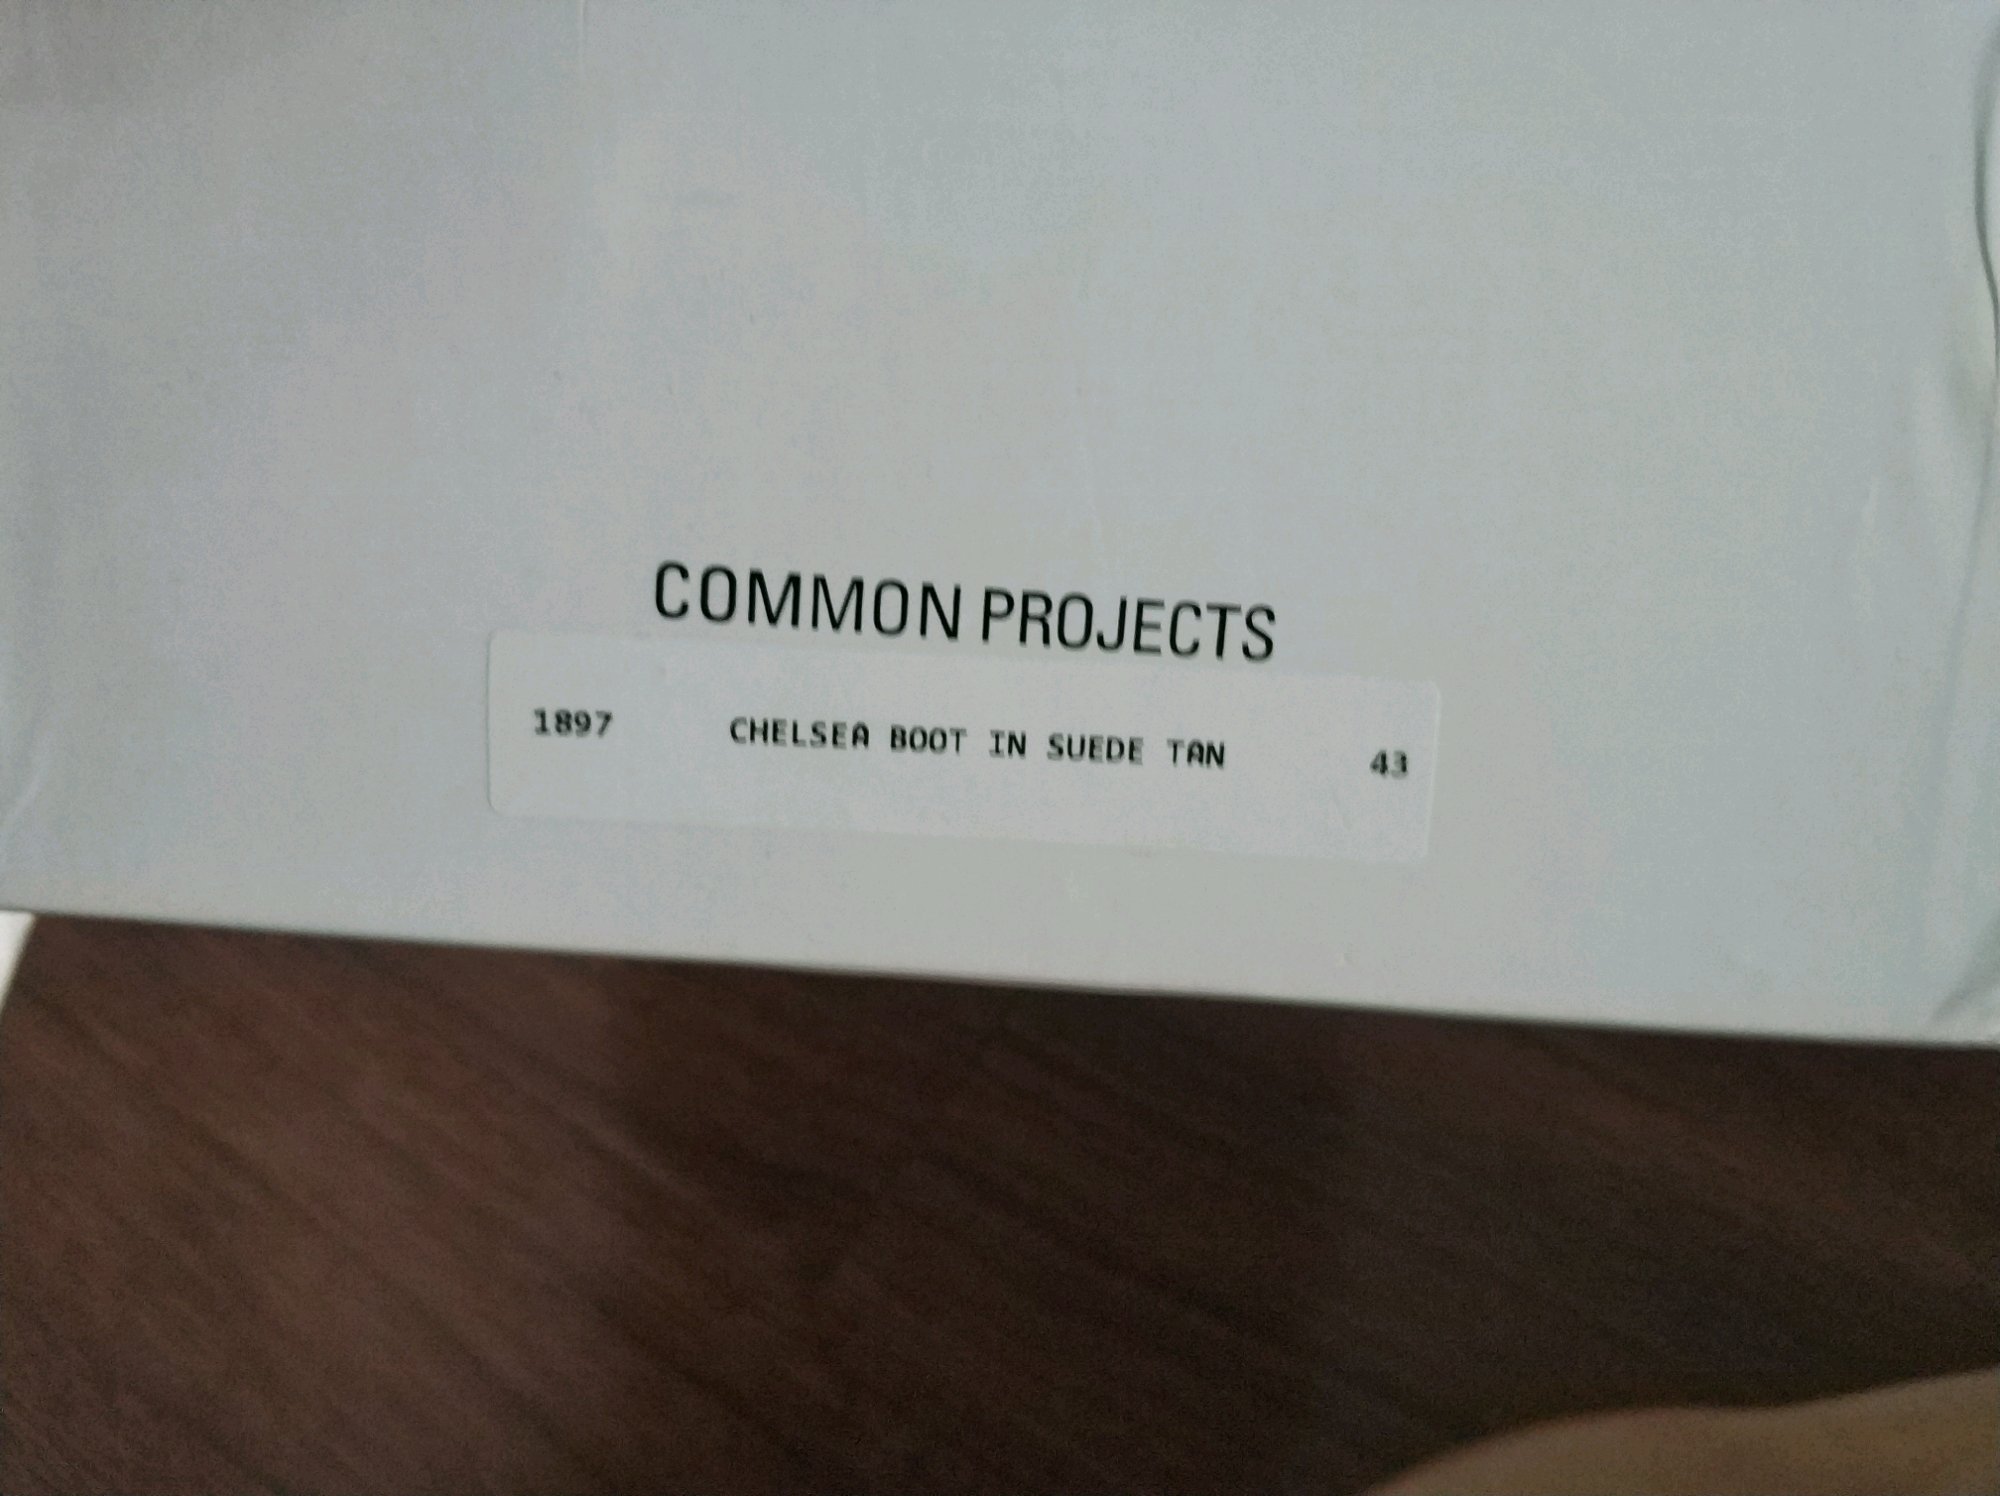 COMMON PROJECTS
1897 CHELSEA BOOT IN SUEDE TAN 43